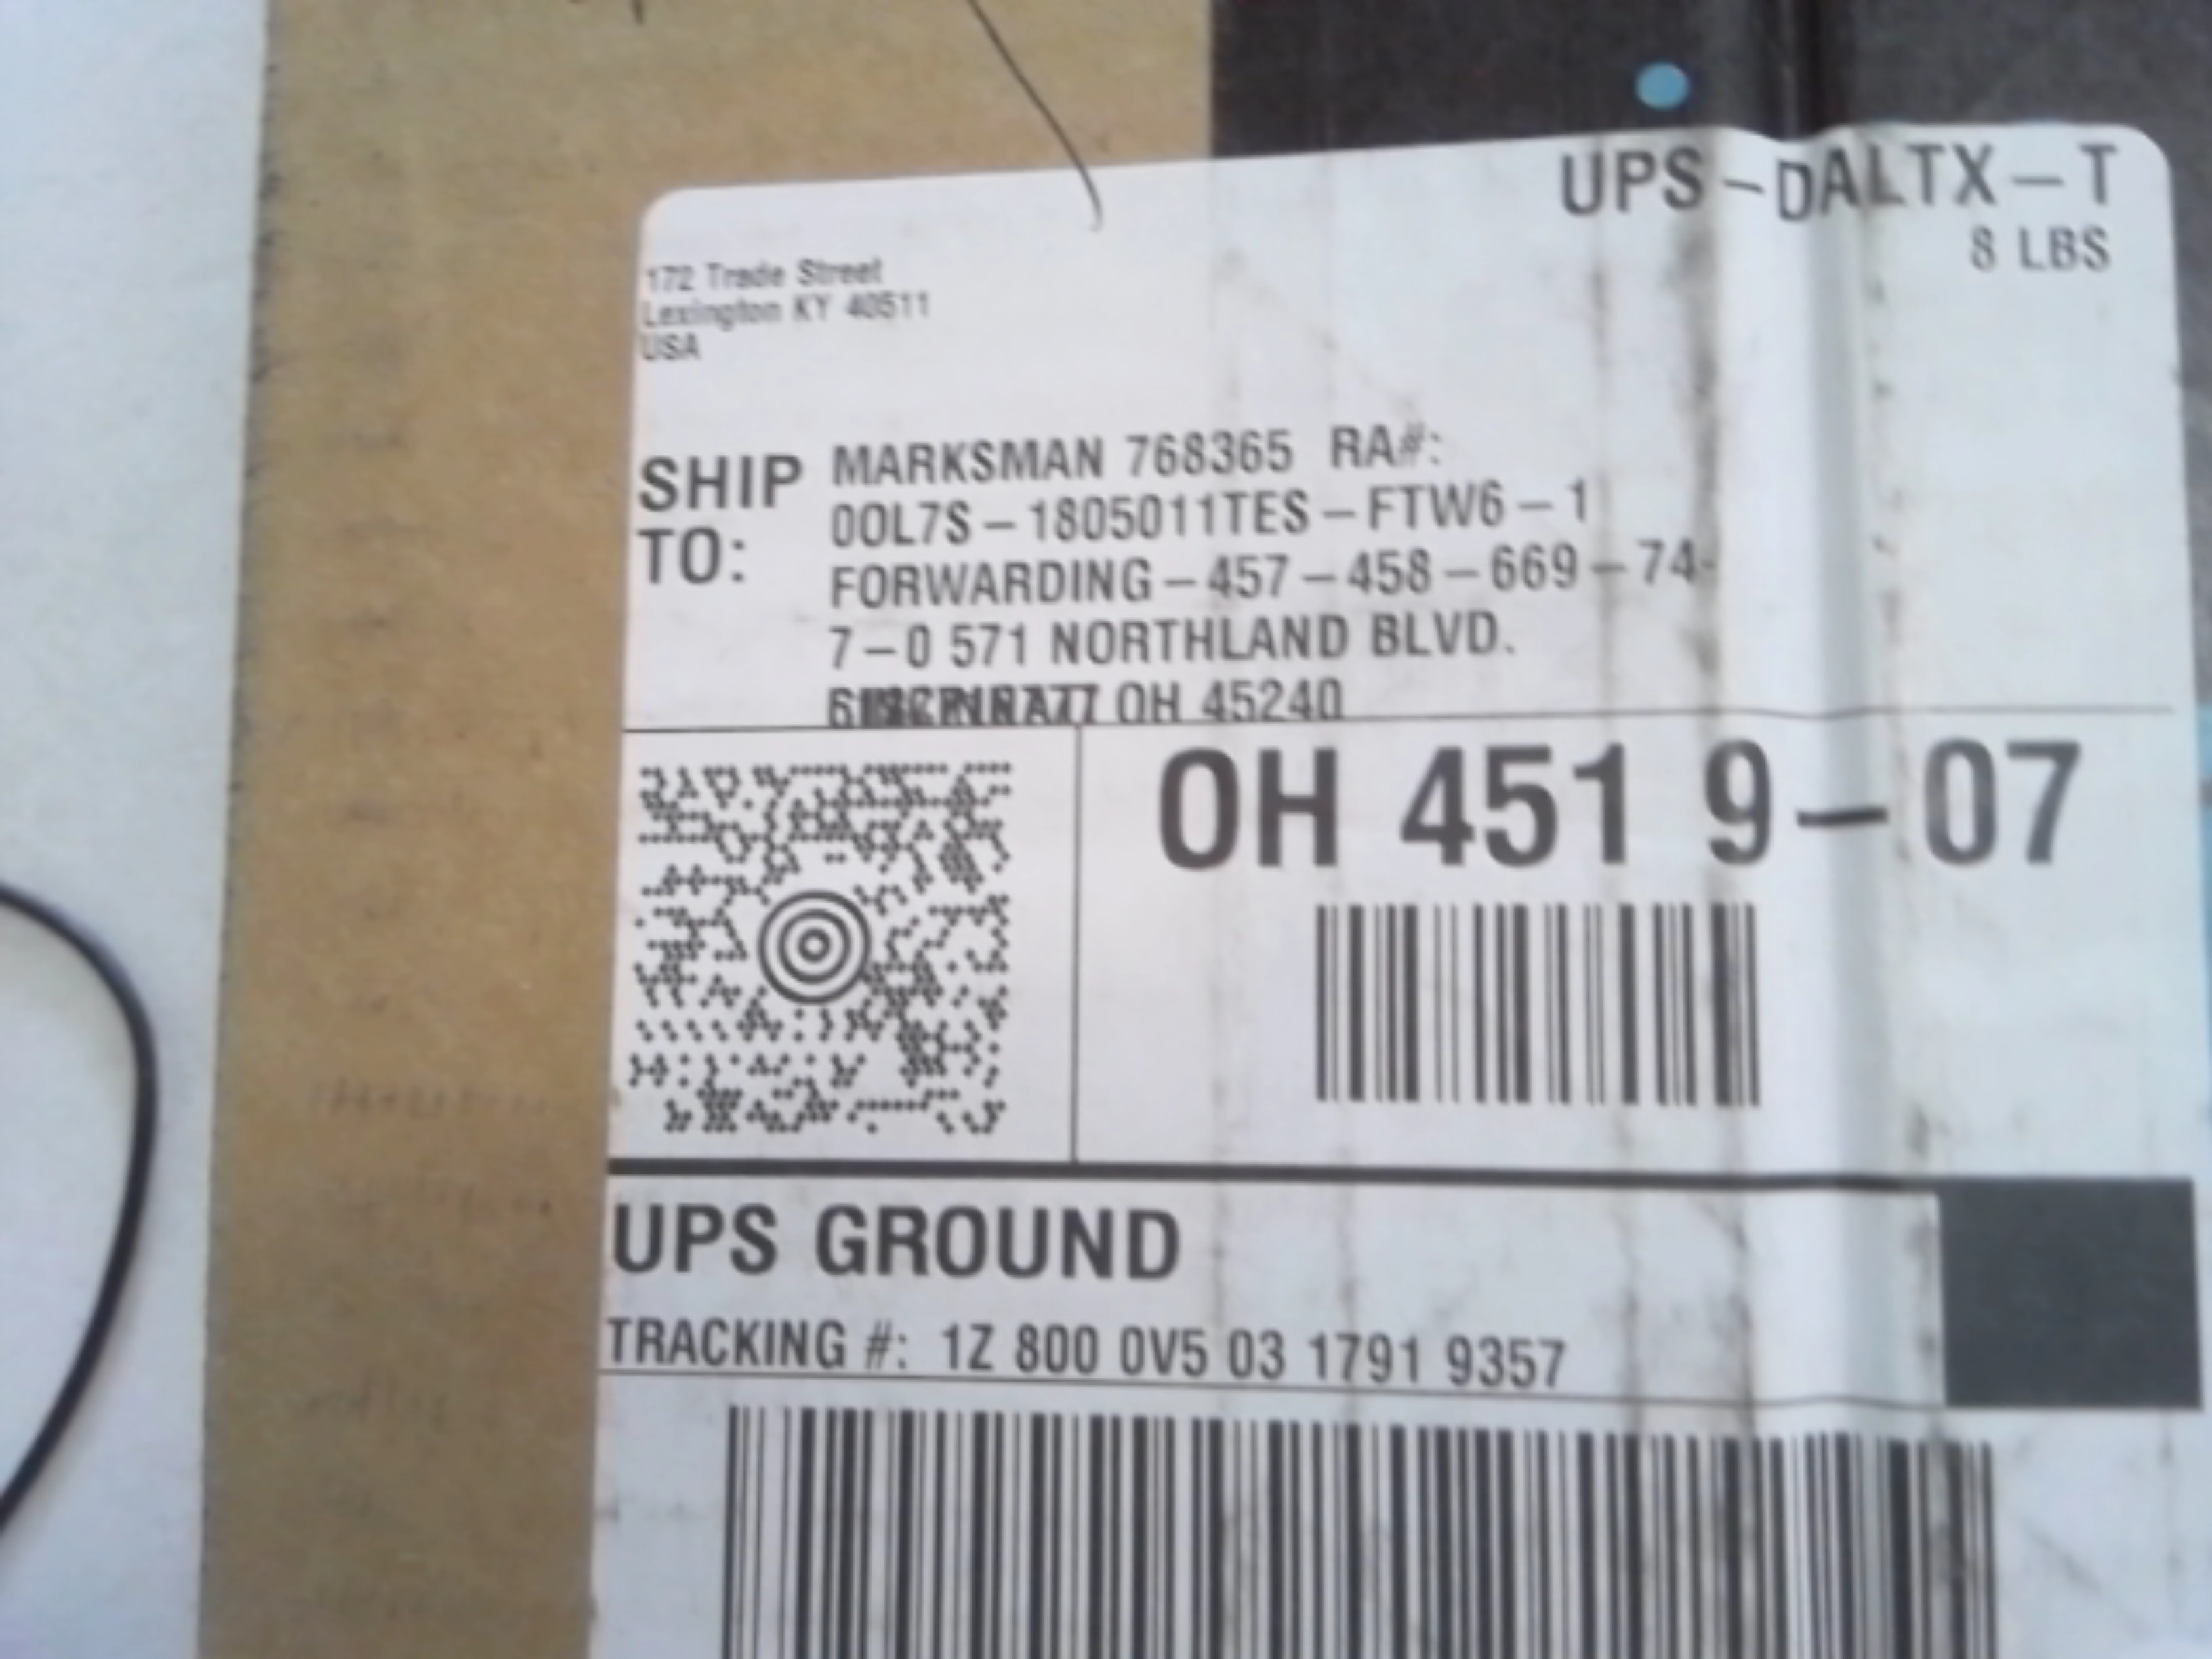 UPS-DALTX-T
8 LBS
172 Trade Street
Lexington KY 40511
USA
SHIP TO:
MARKSMAN 768365 RA#:
00L7S-1805011TES-FTW6-1
FORWARDING-457-458-669-74-
7-0 571 NORTHLAND BLVD.
OH 45240
OH 451 9-07
UPS GROUND
TRACKING #: 1Z 800 0V5 03 1791 9357